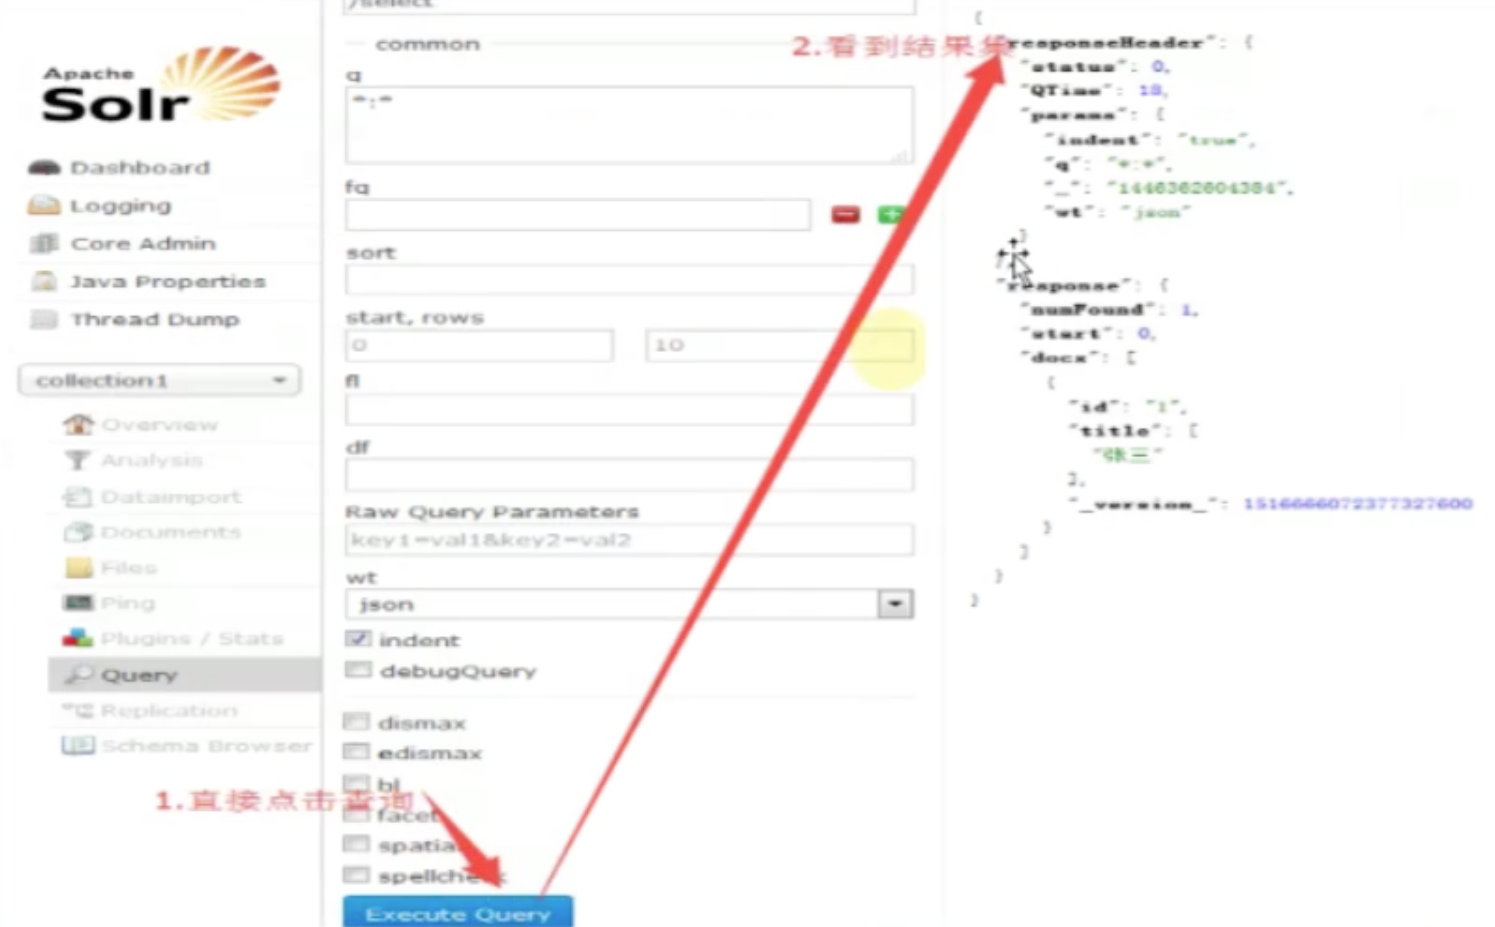 /select
Apache
Solr
Dashboard
Logging
Core Admin
Java Properties
Thread Dump
collection1
Overview
Analysis
Dataimport
Documents
Files
Ping
Plugins / Stats
Query
Replication
Schema Browser
common
q
*:*
fq
sort
start, rows
0
10
fl
df
Raw Query Parameters
key1=val1&key2=val2
wt
json
indent
debugQuery
dismax
edismax
hl
facet
spatial
spellcheck
1.直接点击查询
Execute Query
2.看到结果集
{
"responseHeader": {
"status": 0,
"QTime": 18,
"params": {
"indent": "true",
"q": "*:*",
"_": "1446362604384",
"wt": "json"
}
},
"response": {
"numFound": 1,
"start": 0,
"docs": [
{
"id": "1",
"title": [
"张三"
],
"_version_": 1516666072377327600
}
]
}
}